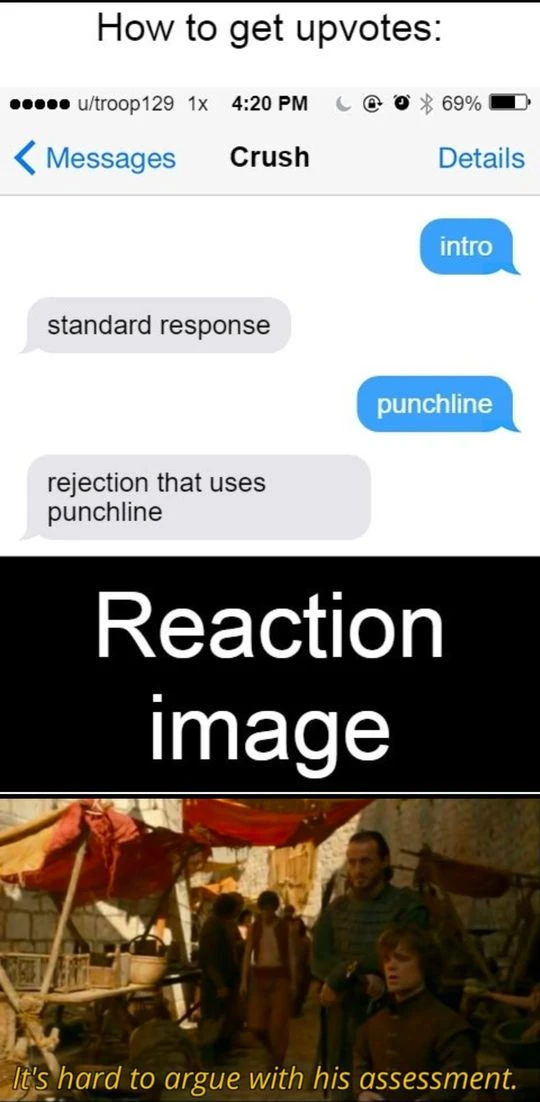 How to get upvotes:
u/troop129 1x 4:20 PM 69%
Messages Crush Details
intro
standard response
punchline
rejection that uses
punchline
Reaction
image
It's hard to argue with his assessment.